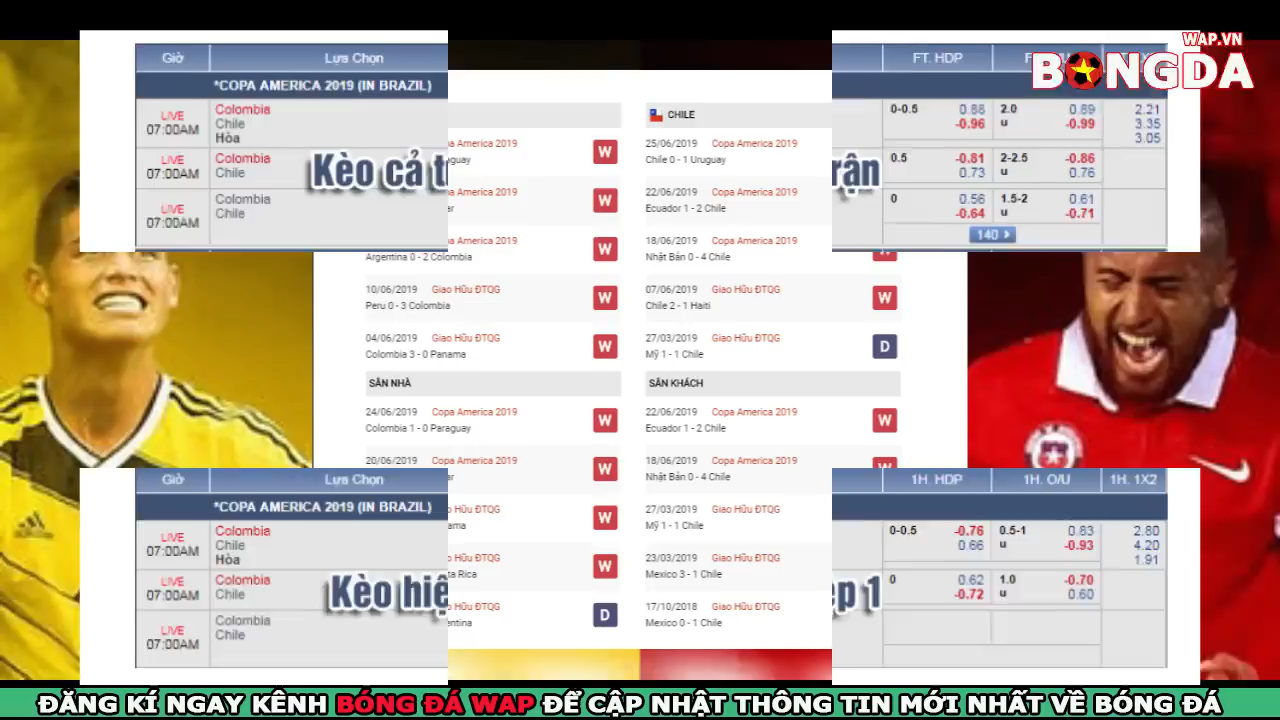 WAP.VN
BONGDA
Giờ Lựa Chọn
*COPA AMERICA 2019 (IN BRAZIL)
LIVE
07:00AM
Colombia
Chile
Hòa
LIVE
07:00AM
Colombia
Chile
LIVE
07:00AM
Colombia
Chile
Kèo cả
FT. HDP
0-0.5 0.88 2.0 0.89 2.21
-0.96 u -0.99 3.35
3.05
0.5 -0.81 2-2.5 -0.86
0.73 u 0.76
0 0.56 1.5-2 0.61
-0.64 u -0.71
140
Copa America 2019
W
W
Copa America 2019
Argentina 0 - 2 Colombia
W
10/06/2019 Giao Hữu ĐTQG
Peru 0 - 3 Colombia
W
04/06/2019 Giao Hữu ĐTQG
Colombia 3 - 0 Panama
W
SÂN NHÀ
24/06/2019 Copa America 2019
Colombia 1 - 0 Paraguay
W
20/06/2019 Copa America 2019
W
Hữu ĐTQG
W
Hữu ĐTQG
Rica
W
Hữu ĐTQG
D
CHILE
25/06/2019 Copa America 2019
Chile 0 - 1 Uruguay
22/06/2019 Copa America 2019
Ecuador 1 - 2 Chile
18/06/2019 Copa America 2019
Nhật Bản 0 - 4 Chile
07/06/2019 Giao Hữu ĐTQG
Chile 2 - 1 Haiti
W
27/03/2019 Giao Hữu ĐTQG
Mỹ 1 - 1 Chile
D
SÂN KHÁCH
22/06/2019 Copa America 2019
Ecuador 1 - 2 Chile
W
18/06/2019 Copa America 2019
Nhật Bản 0 - 4 Chile
27/03/2019 Giao Hữu ĐTQG
Mỹ 1 - 1 Chile
23/03/2019 Giao Hữu ĐTQG
Mexico 3 - 1 Chile
17/10/2018 Giao Hữu ĐTQG
Mexico 0 - 1 Chile
Giờ Lựa Chọn
*COPA AMERICA 2019 (IN BRAZIL)
LIVE
07:00AM
Colombia
Chile
Hòa
LIVE
07:00AM
Colombia
Chile
LIVE
07:00AM
Colombia
Chile
Kèo
1H. HDP 1H. O/U 1H. 1X2
0-0.5 -0.76 0.5-1 0.83 2.80
0.66 u -0.93 4.20
1.91
0 0.62 1.0 -0.70
-0.72 u 0.60
ĐĂNG KÍ NGAY KÊNH BÓNG ĐÁ WAP ĐỂ CẬP NHẬT THÔNG TIN MỚI NHẤT VỀ BÓNG ĐÁ